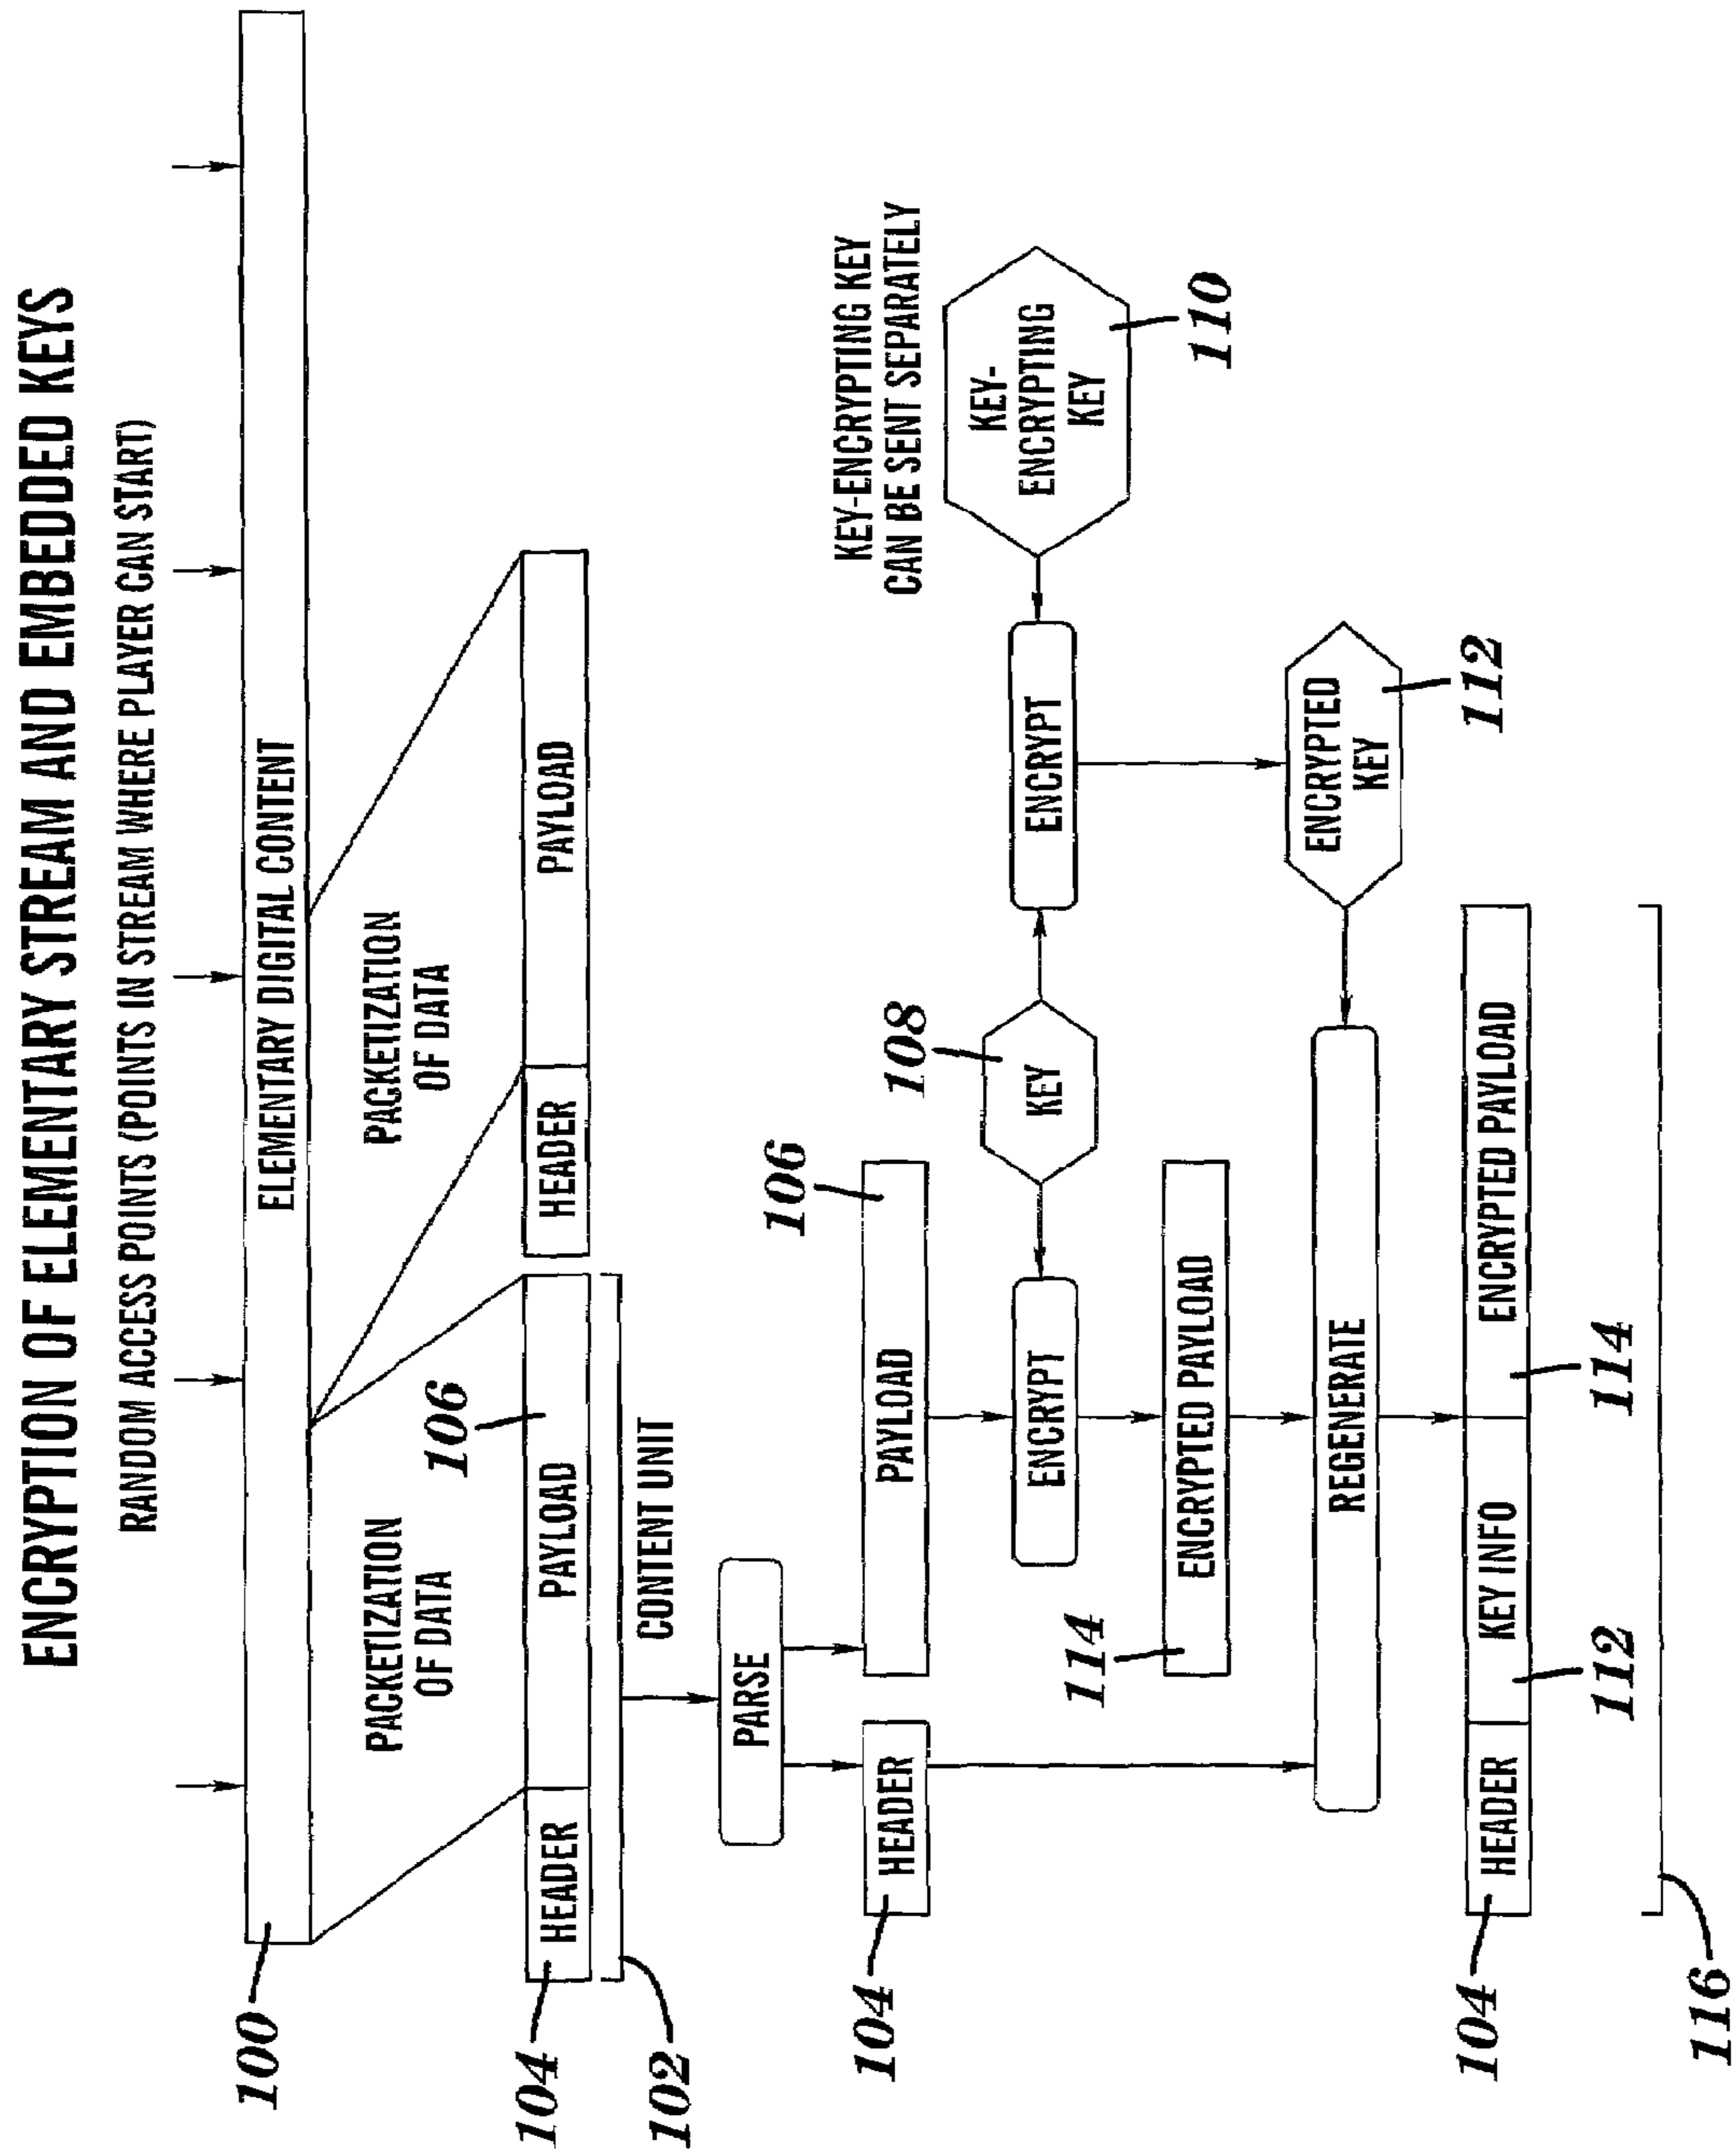 ENCRYPTION OF ELEMENTARY STREAM AND EMBEDDED KEYS
RANDOM ACCESS POINTS (POINTS IN STREAM WHERE PLAYER CAN START)
100
ELEMENTARY DIGITAL CONTENT
PACKETIZATION
OF DATA
PACKETIZATION
OF DATA
106
104
HEADER
PAYLOAD
HEADER
PAYLOAD
102
CONTENT UNIT
PARSE
106
104
HEADER
PAYLOAD
108
KEY-ENCRYPTING KEY
CAN BE SENT SEPARATELY
ENCRYPT
KEY
ENCRYPT
KEY-
ENCRYPTING
KEY
110
114
ENCRYPTED PAYLOAD
REGENERATE
ENCRYPTED
KEY
112
104
HEADER
KEY INFO
ENCRYPTED PAYLOAD
112
114
116